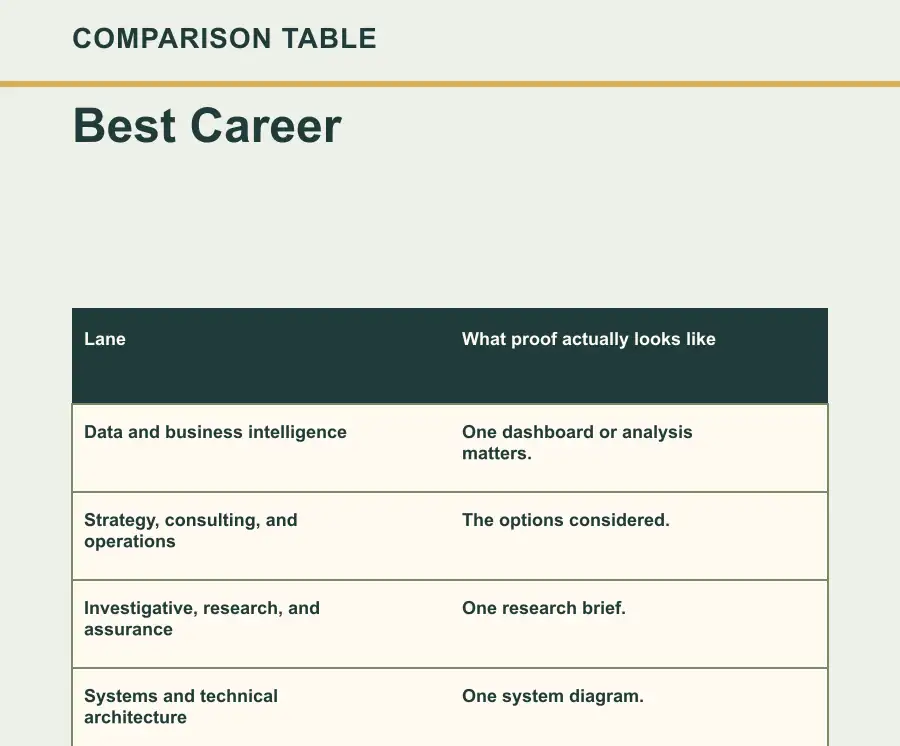 COMPARISON TABLE
Best Career
Lane
What proof actually looks like
Data and business intelligence
One dashboard or analysis
matters.
Strategy, consulting, and
operations
The options considered.
Investigative, research, and
assurance
One research brief.
Systems and technical
architecture
One system diagram.